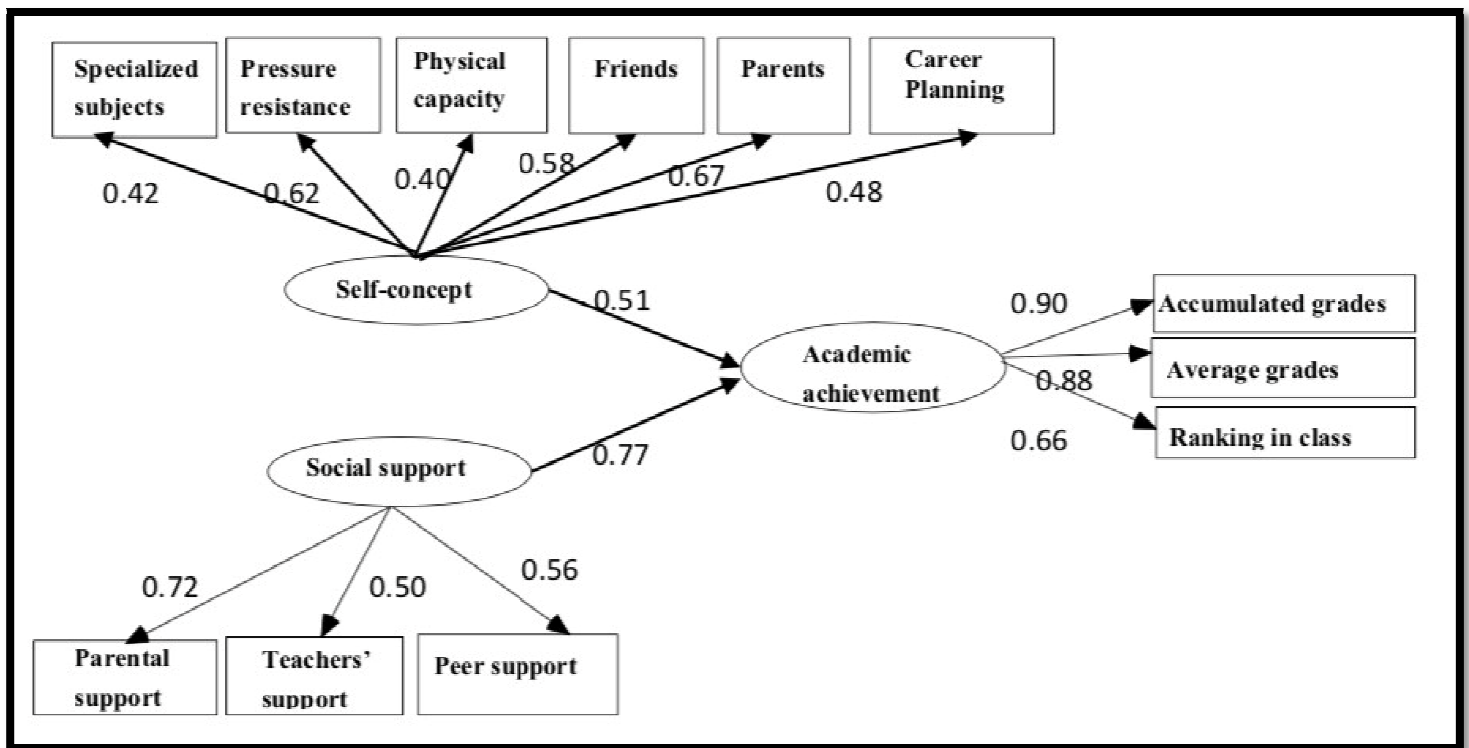 Specialized
subjects
Pressure
resistance
Physical
capacity
Friends
Parents
Career
Planning
0.42
0.62
0.40
0.58
0.67
0.48
Self-concept
0.51
Academic
achievement
0.90
0.88
0.66
Accumulated grades
Average grades
Ranking in class
Social support
0.77
0.72
0.50
0.56
Parental
support
Teachers’
support
Peer support